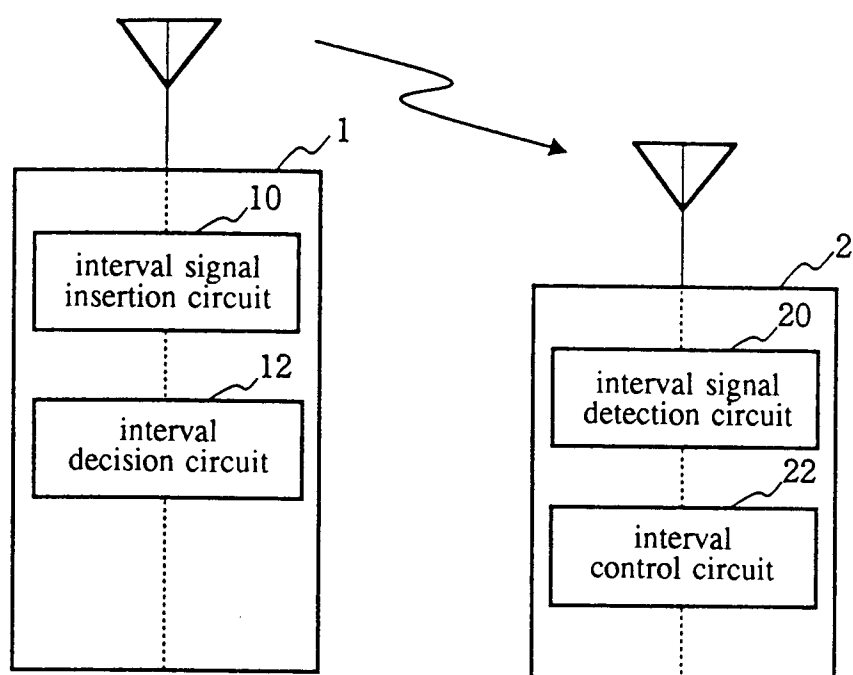 1
10
interval signal
insertion circuit
12
interval
decision circuit
2
20
interval signal
detection circuit
22
interval
control circuit